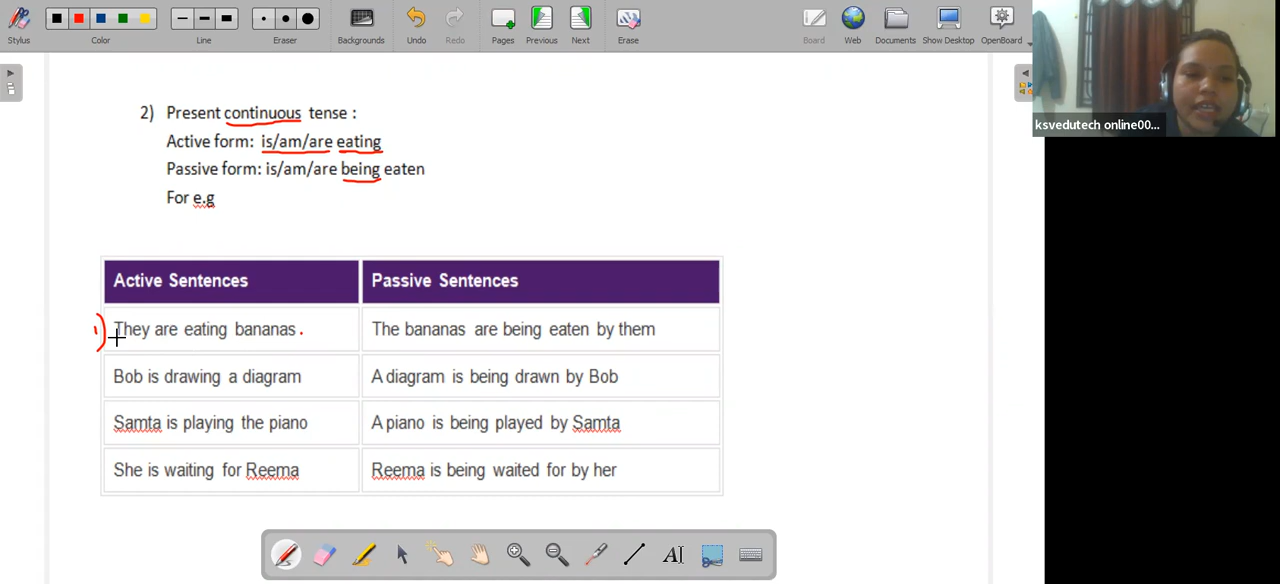 Stylus
Color
Line
Eraser
Backgrounds
Undo
Redo
Pages
Previous
Next
Erase
Board
Web
Documents
Show Desktop
OpenBoard
ksvedutech online00...
2) Present continuous tense :
Active form: is/am/are eating
Passive form: is/am/are being eaten
For e.g
Active Sentences Passive Sentences
1) They are eating bananas . The bananas are being eaten by them
Bob is drawing a diagram A diagram is being drawn by Bob
Samta is playing the piano A piano is being played by Samta
She is waiting for Reema Reema is being waited for by her